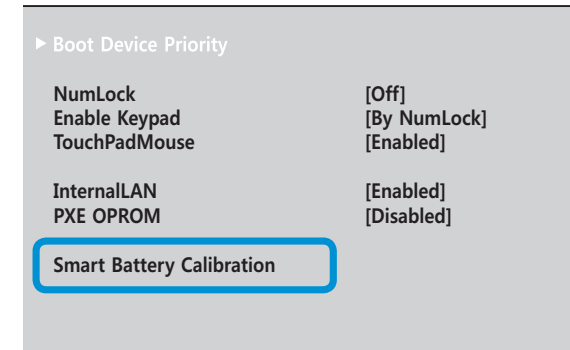 Boot Device Priority
NumLock [Off]
Enable Keypad [By NumLock]
TouchPadMouse [Enabled]
InternalLAN [Enabled]
PXE OPROM [Disabled]
Smart Battery Calibration